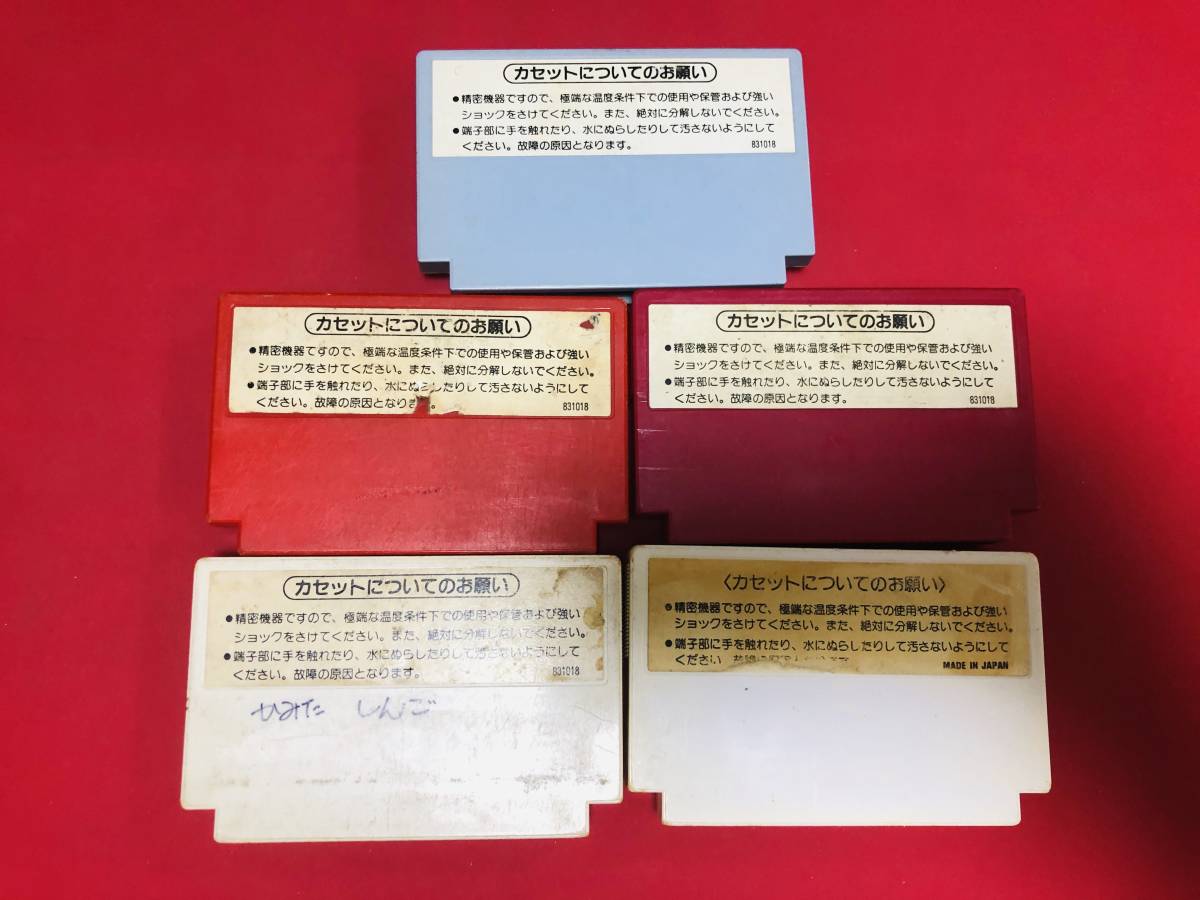 カセットについてのお願い
●精密機器ですので、極端な温度条件下での使用や保管および強い
ショックをさけてください。また、絶対に分解しないでください。
●端子部に手を触れたり、水にぬらしたりして汚さないようにして
ください。故障の原因となります。
831018
カセットについてのお願い
●精密機器ですので、極端な温度条件下での使用や保管および強い
ショックをさけてください。また、絶対に分解しないでください。
●端子部に手を触れたり、水にぬらしたりして汚さないようにして
ください。故障の原因となります。
831018
カセットについてのお願い
●精密機器ですので、極端な温度条件下での使用や保管および強い
ショックをさけてください。また、絶対に分解しないでください。
●端子部に手を触れたり、水にぬらしたりして汚さないようにして
ください。故障の原因となります。
831018
カセットについてのお願い
●精密機器ですので、極端な温度条件下での使用や保管および強い
ショックをさけてください。また、絶対に分解しないでください。
●端子部に手を触れたり、水にぬらしたりして汚さないようにして
ください。故障の原因となります。
831018
しんご
〈カセットについてのお願い〉
●精密機器ですので、極端な温度条件下での使用や保管および強い
ショックをさけてください。また、絶対に分解しないでください。
●端子部に手を触れたり、水にぬらしたりして汚さないようにして
ください
MADE IN JAPAN